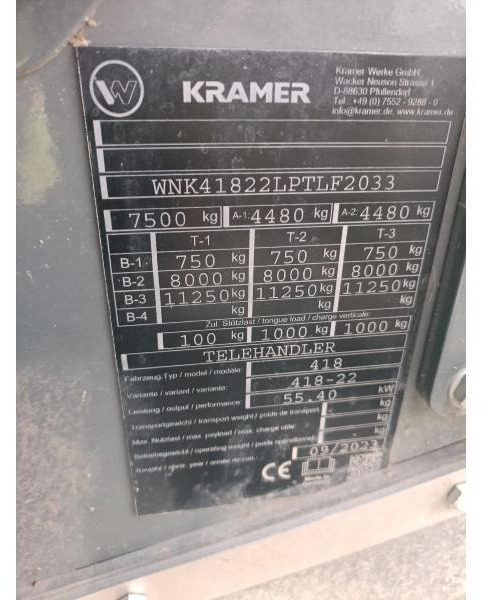 W KRAMER
Kramer Werke GmbH
Wacker Neuson Strasse 1
D-88630 Pfullendorf
Tel.: +49 (0) 7552 - 9288 - 0
info@kramer.de, www.kramer.de
WNK41822LPTLF2033
7500 kg A-1: 4480 kg A-2: 4480 kg
T-1 T-2 T-3
B-1 750 kg 750 kg 750 kg
B-2 8000 kg 8000 kg 8000 kg
B-3 11250 kg 11250 kg 11250 kg
B-4 kg kg kg
Zul. Stützlast / tongue load / charge verticale:
100 kg 1000 kg 1000 kg
TELEHANDLER
Fahrzeug.Typ / model / modèle: 418
Variante / variant / variante: 418-22
Leistung / output / performance: 55.40 kW
Transportgewicht / transport weight / poids de transport: kg
Max. Nutzlast / max. payload / max. charge utile: kg
Betriebsgewicht / operating weight / poids opérationnel: kg
Baujahr / year 09/2023
CE Made in